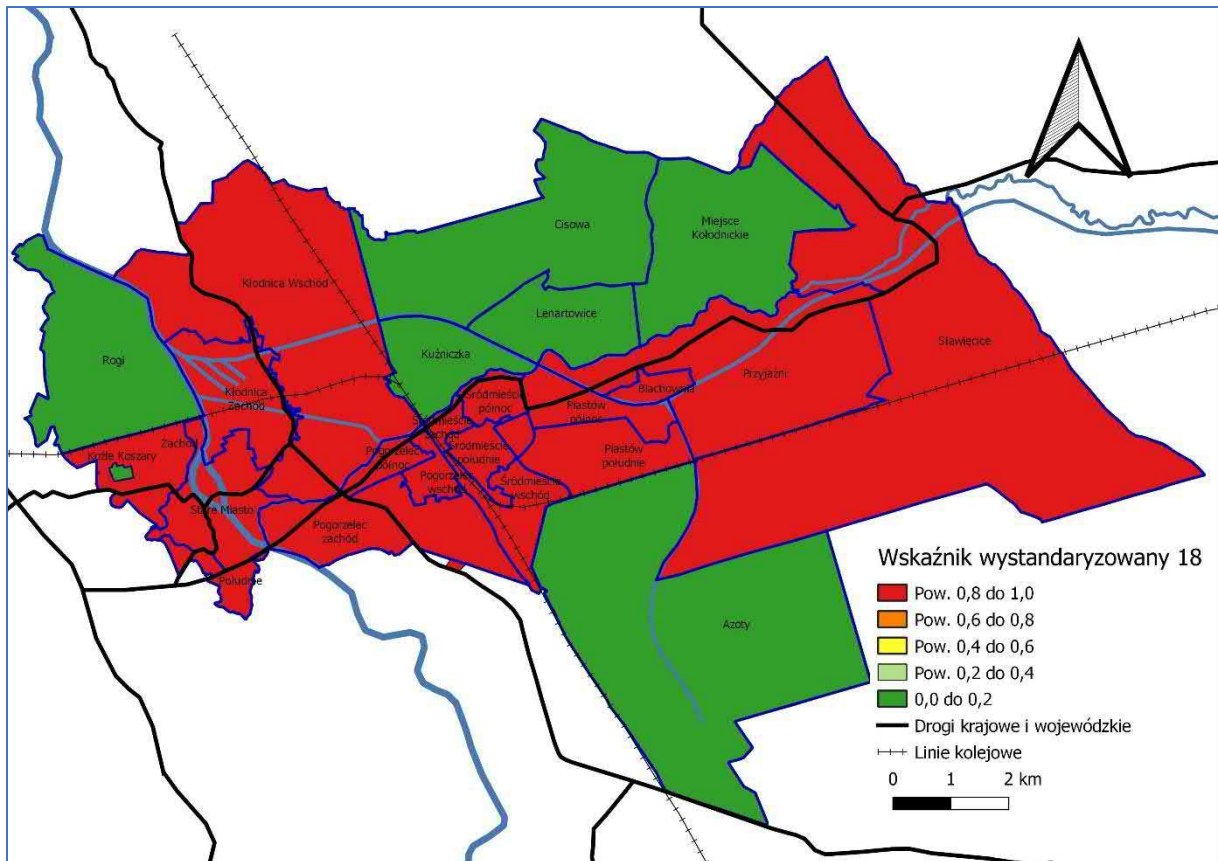 Cisowa
Miejsce
Kołodnickie
Kłodnica Wschód
Lenartowice
Sławięcice
Rogi
Kuźniczka
Przyjaźni
Blachownia
Kłodnica
Zachód
Śródmieście
północ
Piastów
północ
Śródmieście
zachód
Zachód
Koźle Koszary
Pogorzelec
północ
Śródmieście
południe
Piastów
południe
Pogorzelec
wschód
Śródmieście
wschód
Stare Miasto
Pogorzelec
zachód
Południe
Azoty
Wskaźnik wystandaryzowany 18
Pow. 0,8 do 1,0
Pow. 0,6 do 0,8
Pow. 0,4 do 0,6
Pow. 0,2 do 0,4
0,0 do 0,2
Drogi krajowe i wojewódzkie
Linie kolejowe
0 1 2 km